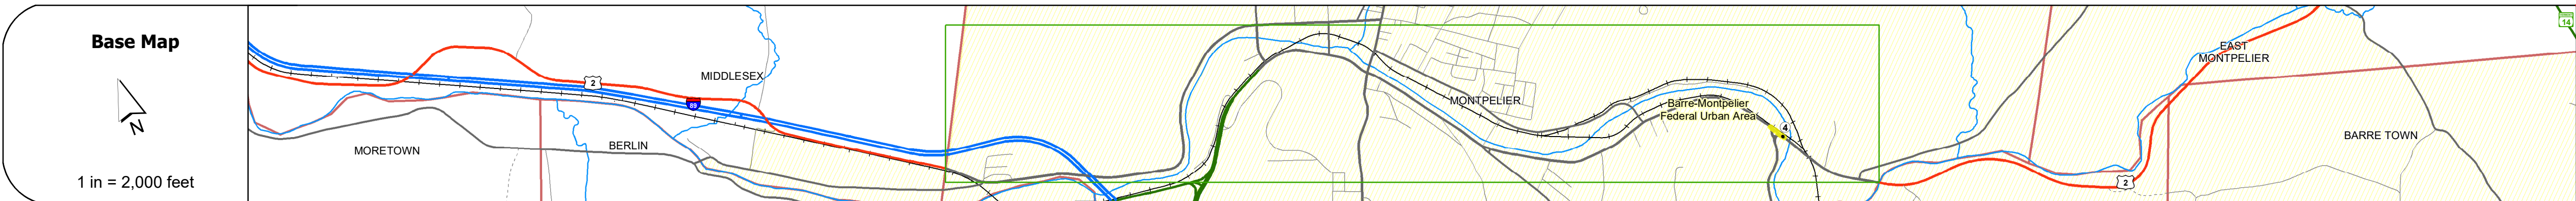 Base Map
N
1 in = 2,000 feet
MORETOWN
2
BERLIN
89
MIDDLESEX
MONTPELIER
Barre-Montpelier
Federal Urban Area
4
2
EAST
MONTPELIER
BARRE TOWN
14